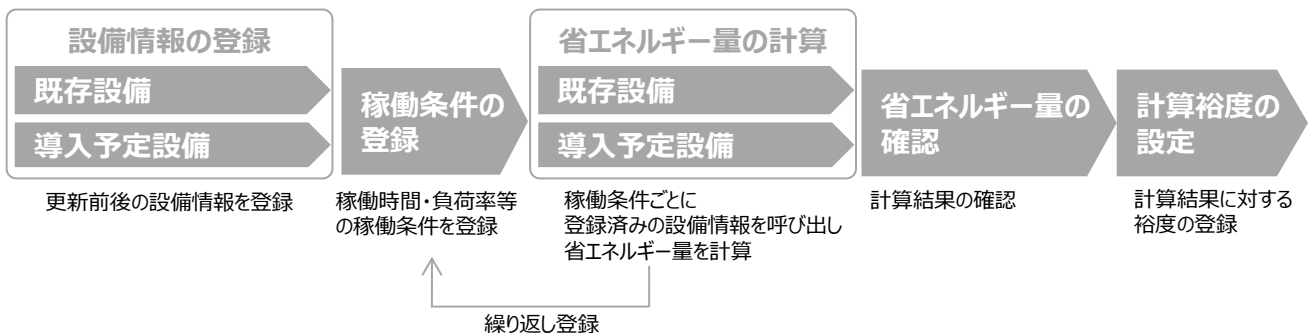 設備情報の登録
既存設備
導入予定設備
更新前後の設備情報を登録
稼働条件の
登録
稼働時間・負荷率等
の稼働条件を登録
省エネルギー量の計算
既存設備
導入予定設備
稼働条件ごとに
登録済みの設備情報を呼び出し
省エネルギー量を計算
繰り返し登録
省エネルギー量の
確認
計算結果の確認
計算裕度の
設定
計算結果に対する
裕度の登録